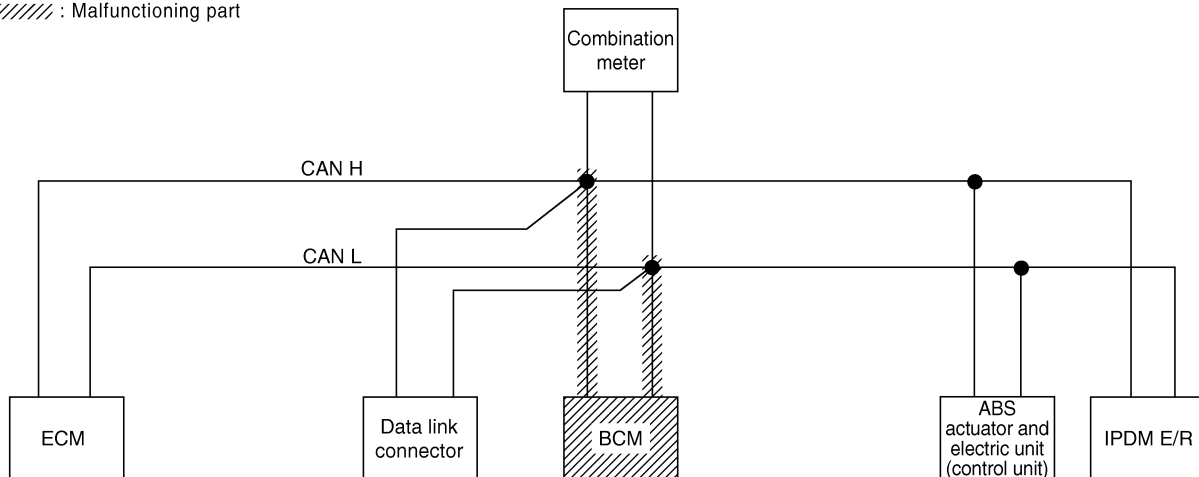 : Malfunctioning part
Combination
meter
CAN H
CAN L
ECM
Data link
connector
BCM
ABS
actuator and
electric unit
(control unit)
IPDM E/R